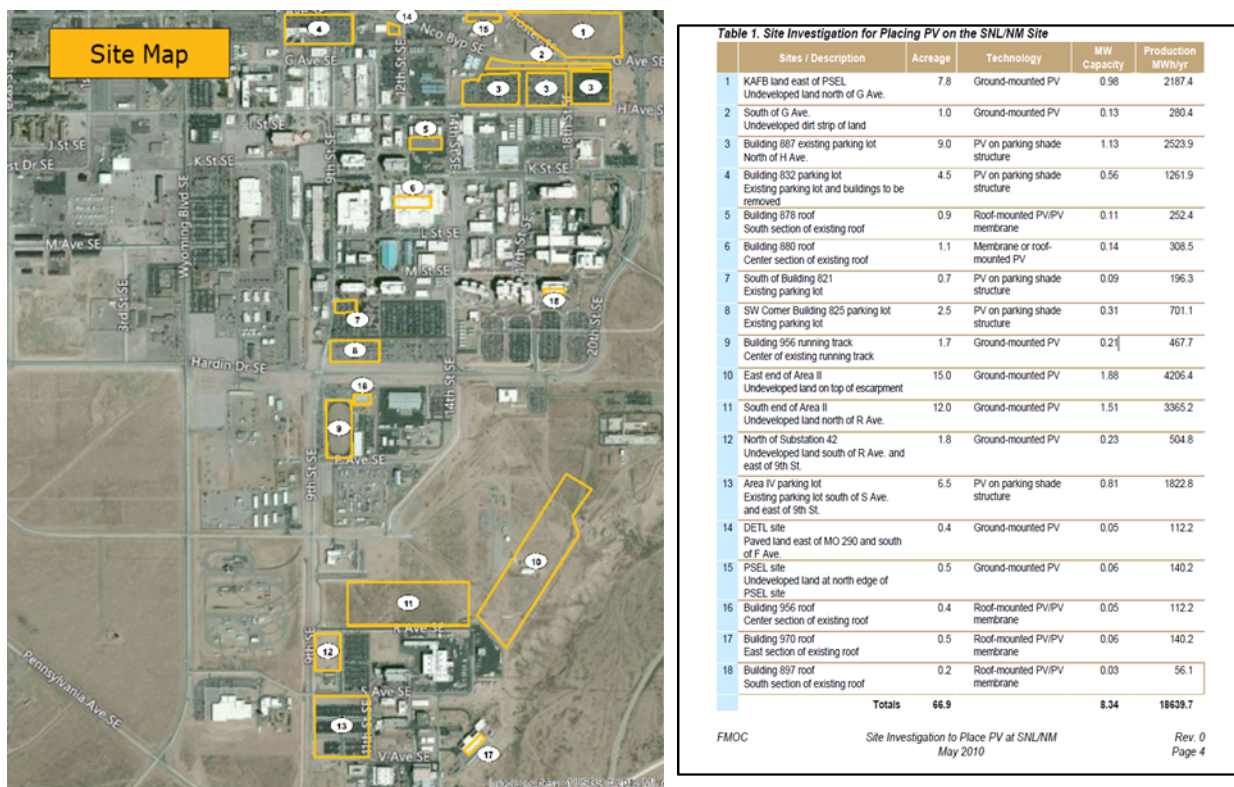 Site Map
4
14
15
1
2
Nco Byp SE
G Ave SE
G Ave SE
12th St SE
3
3
3
H Ave S
I St SE
J St SE
st Dr SE
K St SE
K St SE
9th St SE
14th St SE
18th St
5
6
Wyoming Blvd SE
L St SE
M Ave SE
M St SE
17th St SE
3rd St SE
18
7
8
20th St SE
Hardin Dr SE
16
14th St SE
9
P Ave SE
9th St SE
10
11
R Ave SE
12
9th St SE
Pennsylvania Ave SE
S Ave SE
13
11th St SE
V Ave SE
17
Table 1. Site Investigation for Placing PV on the SNL/NM Site
Sites / Description Acreage Technology MW Capacity Production MWh/yr
1 KAFB land east of PSEL 7.8 Ground-mounted PV 0.98 2187.4
Undeveloped land north of G Ave.
2 South of G Ave. 1.0 Ground-mounted PV 0.13 280.4
Undeveloped dirt strip of land
3 Building 887 existing parking lot 9.0 PV on parking shade 1.13 2523.9
North of H Ave. structure
4 Building 832 parking lot 4.5 PV on parking shade 0.56 1261.9
Existing parking lot and buildings to be structure
removed
5 Building 878 roof 0.9 Roof-mounted PV/PV 0.11 252.4
South section of existing roof membrane
6 Building 880 roof 1.1 Membrane or roof- 0.14 308.5
Center section of existing roof mounted PV
7 South of Building 821 0.7 PV on parking shade 0.09 196.3
Existing parking lot structure
8 SW Corner Building 825 parking lot 2.5 PV on parking shade 0.31 701.1
Existing parking lot structure
9 Building 956 running track 1.7 Ground-mounted PV 0.21 467.7
Center of existing running track
10 East end of Area II 15.0 Ground-mounted PV 1.88 4206.4
Undeveloped land on top of escarpment
11 South end of Area II 12.0 Ground-mounted PV 1.51 3365.2
Undeveloped land north of R Ave.
12 North of Substation 42 1.8 Ground-mounted PV 0.23 504.8
Undeveloped land south of R Ave. and
east of 9th St.
13 Area IV parking lot 6.5 PV on parking shade 0.81 1822.8
Existing parking lot south of S Ave. structure
and east of 9th St.
14 DETL site 0.4 Ground-mounted PV 0.05 112.2
Paved land east of MO 290 and south
of F Ave.
15 PSEL site 0.5 Ground-mounted PV 0.06 140.2
Undeveloped land at north edge of
PSEL site
16 Building 956 roof 0.4 Roof-mounted PV/PV 0.05 112.2
Center section of existing roof membrane
17 Building 970 roof 0.5 Roof-mounted PV/PV 0.06 140.2
East section of existing roof membrane
18 Building 897 roof 0.2 Roof-mounted PV/PV 0.03 56.1
South section of existing roof membrane
Totals 66.9 8.34 18639.7
FMOC Site Investigation to Place PV at SNL/NM Rev. 0
May 2010 Page 4